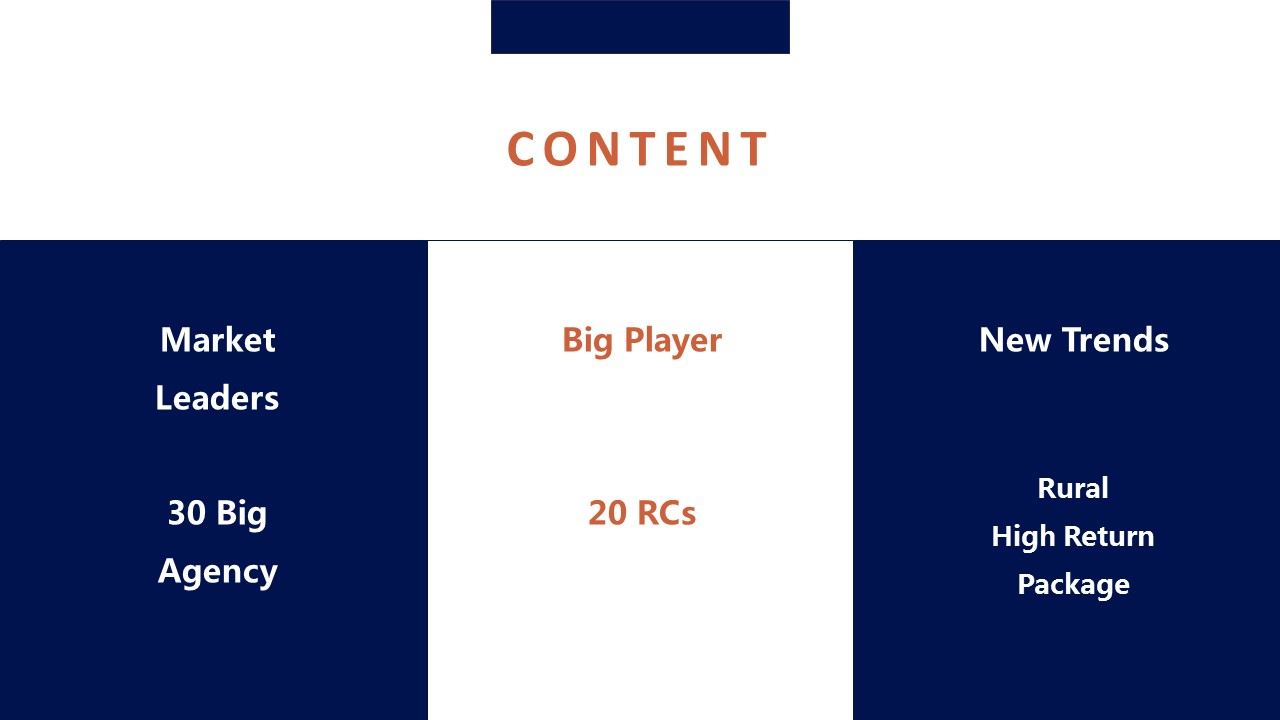 CONTENT
Market
Leaders
30 Big
Agency
Big Player
20 RCs
New Trends
Rural
High Return
Package